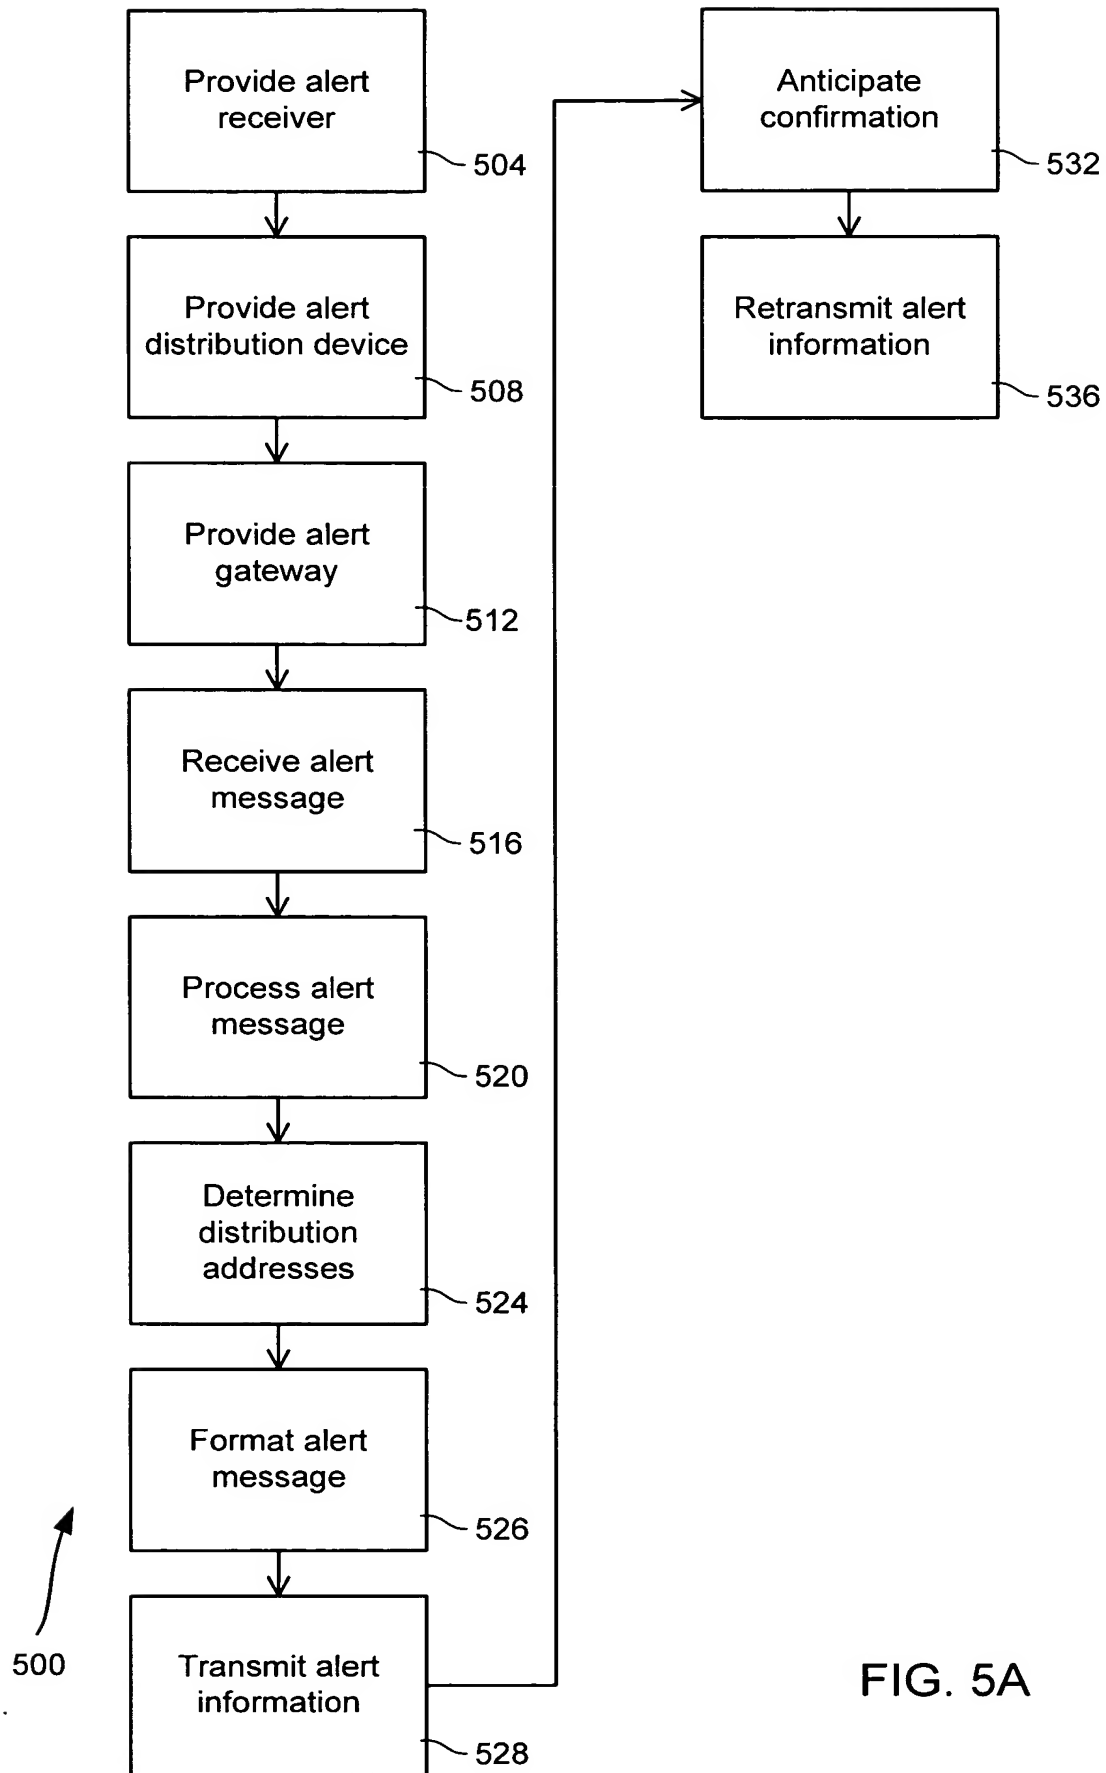 Provide alert
receiver
504
Provide alert
distribution device
508
Provide alert
gateway
512
Receive alert
message
516
Process alert
message
520
Determine
distribution
addresses
524
Format alert
message
526
Transmit alert
information
528
500
Anticipate
confirmation
532
Retransmit alert
information
536
FIG. 5A